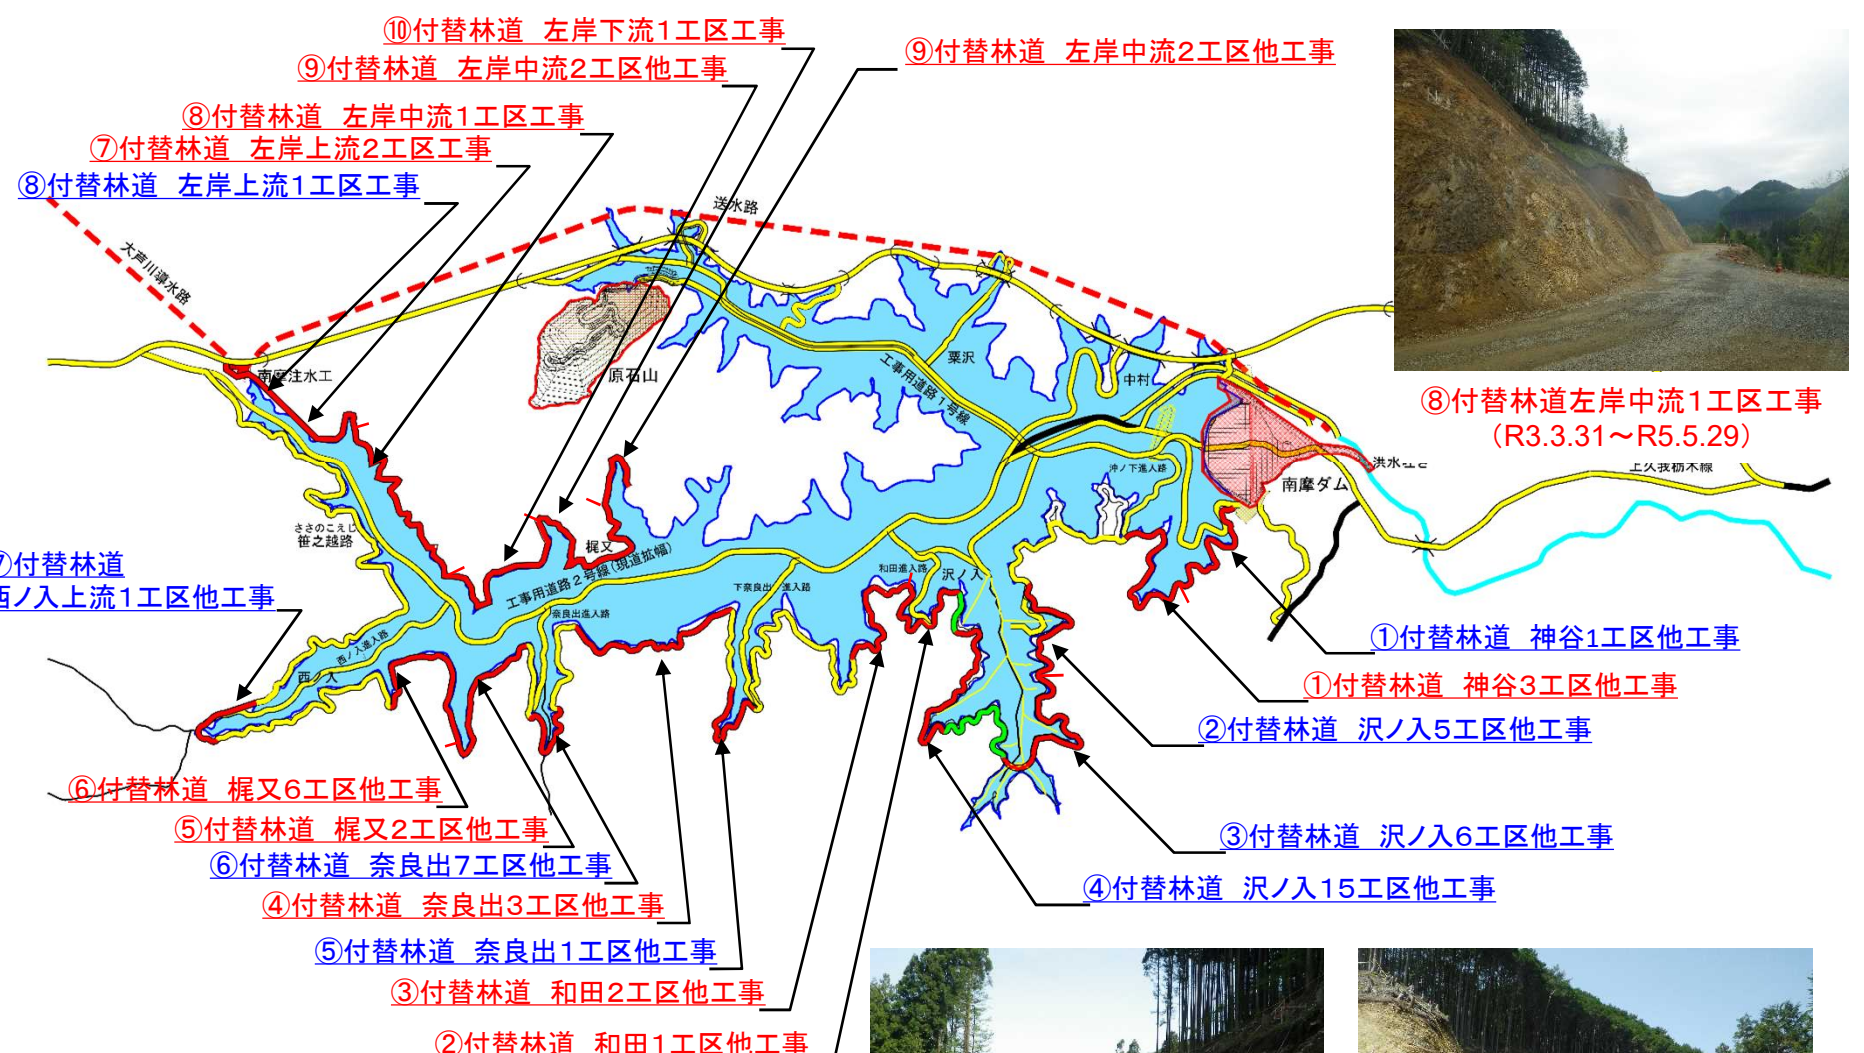 ⑩付替林道　左岸下流1工区工事
⑨付替林道　左岸中流2工区他工事
⑨付替林道　左岸中流2工区他工事
⑧付替林道　左岸中流1工区工事
⑦付替林道　左岸上流2工区工事
⑧付替林道　左岸上流1工区工事
送水路
大芦川導水路
南摩注水工
原石山
粟沢
工事用道路1号線
中村
⑧付替林道左岸中流1工区工事
（R3.3.31～R5.5.29）
沖ノ下進入路
南摩ダム
洪水吐き
上久我栃木線
ささのこえじ
笹之越路
梶又
工事用道路2号線(現道拡幅)
和田進入路
沢ノ入
下奈良出進入路
奈良出進入路
⑦付替林道
西ノ入上流1工区他工事
西ノ入進入路
西ノ入
①付替林道　神谷1工区他工事
①付替林道　神谷3工区他工事
②付替林道　沢ノ入5工区他工事
⑥付替林道　梶又6工区他工事
⑤付替林道　梶又2工区他工事
③付替林道　沢ノ入6工区他工事
⑥付替林道　奈良出7工区他工事
④付替林道　沢ノ入15工区他工事
④付替林道　奈良出3工区他工事
⑤付替林道　奈良出1工区他工事
③付替林道　和田2工区他工事
②付替林道　和田1工区他工事